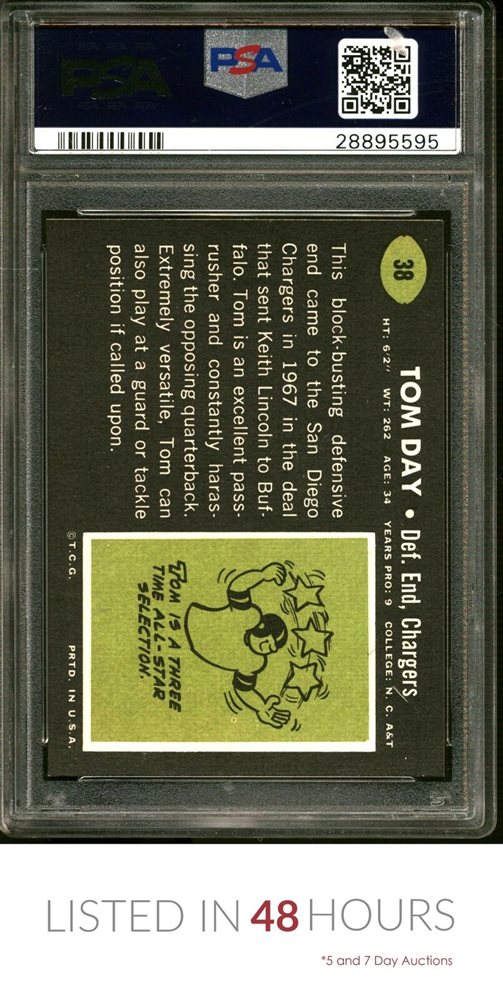 PSA
PSA
28895595
38
TOM DAY • Def. End, Chargers
HT: 6'2" WT: 262 AGE: 34 YEARS PRO: 9 COLLEGE: N. C. A&T
This block-busting defensive
end came to the San Diego
Chargers in 1967 in the deal
that sent Keith Lincoln to Buf-
falo. Tom is an excellent pass-
rusher and constantly haras-
sing the opposing quarterback.
Extremely versatile, Tom can
also play at a guard or tackle
position if called upon.
TOM IS A THREE
TIME ALL-STAR
SELECTION.
©T.C.G. PRTD. IN U.S.A.
LISTED IN 48 HOURS
*5 and 7 Day Auctions